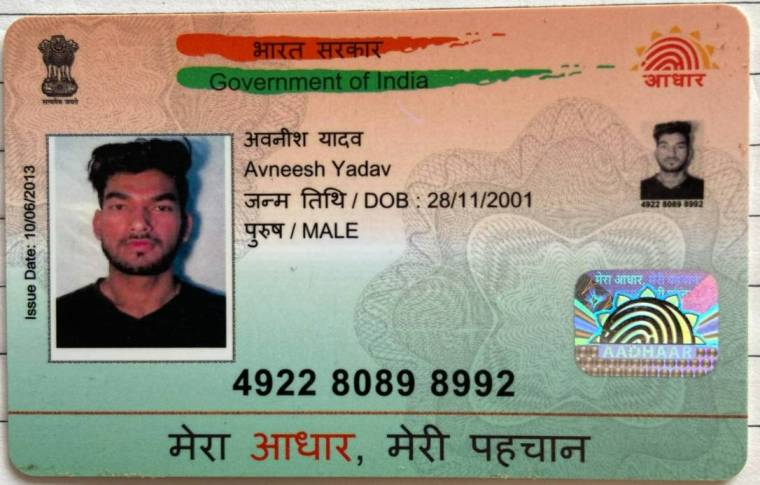 भारत सरकार
Government of India
सत्यमेव जयते
आधार
अवनीश यादव
Avneesh Yadav
जन्म तिथि / DOB : 28/11/2001
पुरुष / MALE
Issue Date: 10/06/2013
4922 8089 8992
मेरा आधार, मेरी पहचान
AADHAAR
4922 8089 8992
मेरा आधार, मेरी पहचान